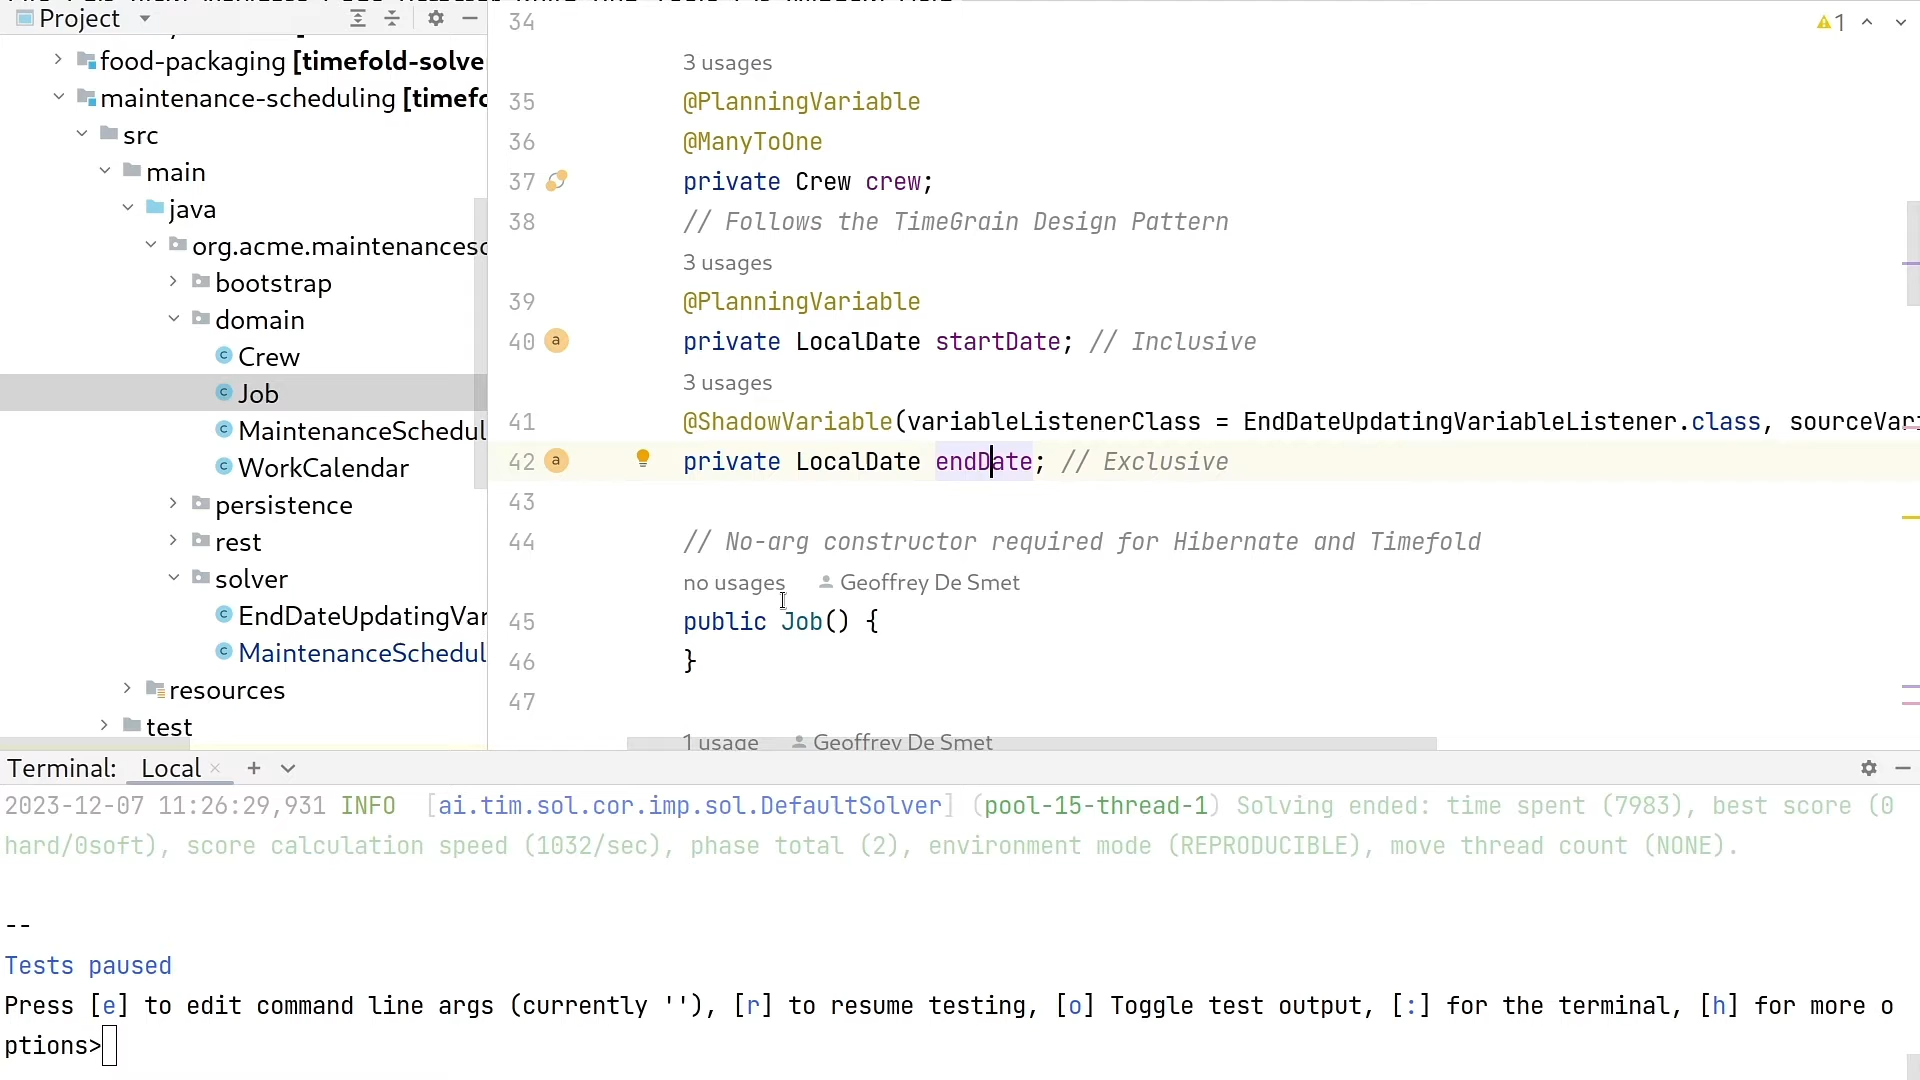 Project
food-packaging [timefold-solve
maintenance-scheduling [timefo
src
main
java
org.acme.maintenancesc
bootstrap
domain
Crew
Job
MaintenanceSchedul
WorkCalendar
persistence
rest
solver
EndDateUpdatingVar
MaintenanceSchedul
resources
test
1
34
3 usages
35 @PlanningVariable
36 @ManyToOne
37 private Crew crew;
38 // Follows the TimeGrain Design Pattern
3 usages
39 @PlanningVariable
40 private LocalDate startDate; // Inclusive
3 usages
41 @ShadowVariable(variableListenerClass = EndDateUpdatingVariableListener.class, sourceVari
42 private LocalDate endDate; // Exclusive
43
44 // No-arg constructor required for Hibernate and Timefold
no usages Geoffrey De Smet
45 public Job() {
46 }
47
1 usage Geoffrey De Smet
Terminal: Local
2023-12-07 11:26:29,931 INFO [ai.tim.sol.cor.imp.sol.DefaultSolver] (pool-15-thread-1) Solving ended: time spent (7983), best score (0
hard/0soft), score calculation speed (1032/sec), phase total (2), environment mode (REPRODUCIBLE), move thread count (NONE).
--
Tests paused
Press [e] to edit command line args (currently ''), [r] to resume testing, [o] Toggle test output, [:] for the terminal, [h] for more o
ptions>